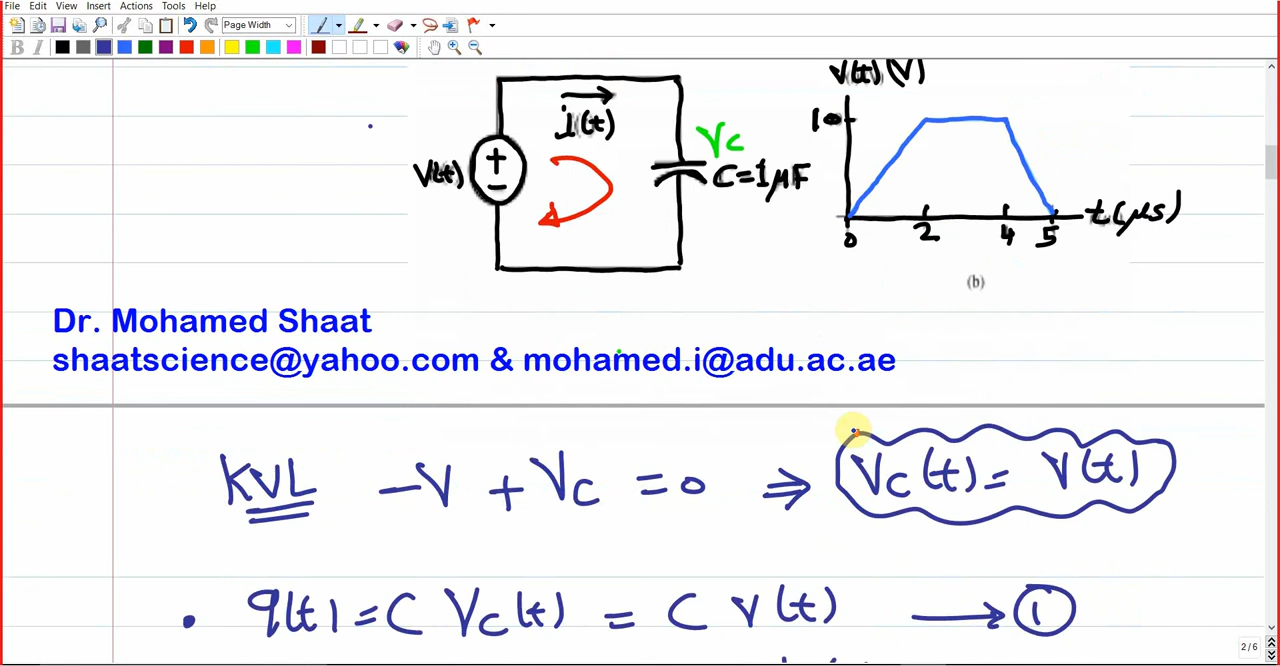 File Edit View Insert Actions Tools Help
Page Width
B I
V(t) (V)
i(t)
10
Vc
V(t)
+
−
C=1μF
0 2 4 5 t(μs)
(b)
Dr. Mohamed Shaat
shaatscience@yahoo.com & mohamed.i@adu.ac.ae
KVL −V + Vc = 0 ⇒ Vc(t) = V(t)
• q(t) = C Vc(t) = C V(t) → 1
2/6